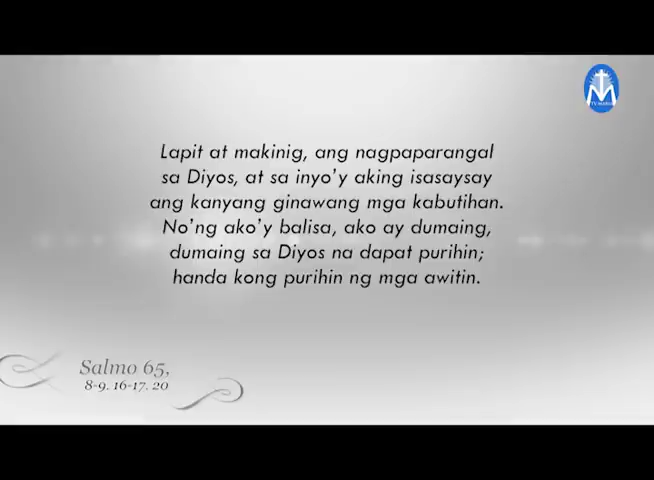 Lapit at makinig, ang nagpaparangal
sa Diyos, at sa inyo'y aking isasaysay
ang kanyang ginawang mga kabutihan.
No'ng ako'y balisa, ako ay dumaing,
dumaing sa Diyos na dapat purihin;
handa kong purihin ng mga awitin.
Salmo 65,
8-9. 16-17. 20
TV MARIA